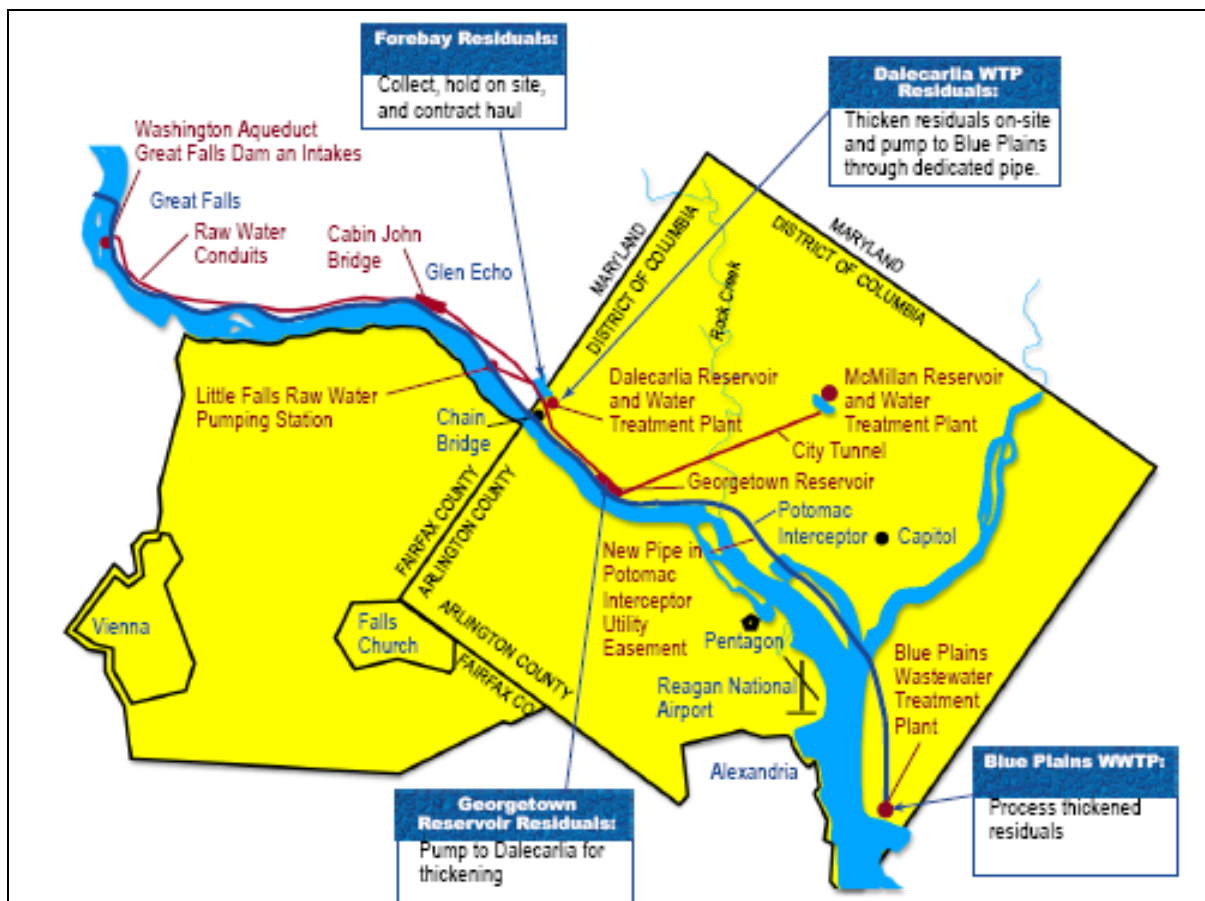 Forebay Residuals:
Collect, hold on site,
and contract haul
Dalecarlia WTP
Residuals:
Thicken residuals on-site
and pump to Blue Plains
through dedicated pipe.
Washington Aqueduct
Great Falls Dam an Intakes
Great Falls
Raw Water
Conduits
Cabin John
Bridge
Glen Echo
MARYLAND
DISTRICT OF COLUMBIA
MARYLAND
DISTRICT OF COLUMBIA
Rock Creek
Little Falls Raw Water
Pumping Station
Chain
Bridge
Dalecarlia Reservoir
and Water
Treatment Plant
McMillan Reservoir
and Water
Treatment Plant
City Tunnel
Georgetown Reservoir
Potomac
Interceptor
Capitol
FAIRFAX COUNTY
ARLINGTON COUNTY
New Pipe in
Potomac
Interceptor
Utility
Easement
Vienna
Falls
Church
ARLINGTON COUNTY
FAIRFAX CO
Pentagon
Reagan National
Airport
Blue Plains
Wastewater
Treatment
Plant
Alexandria
Georgetown
Reservoir Residuals:
Pump to Dalecarlia for
thickening
Blue Plains WWTP:
Process thickened
residuals